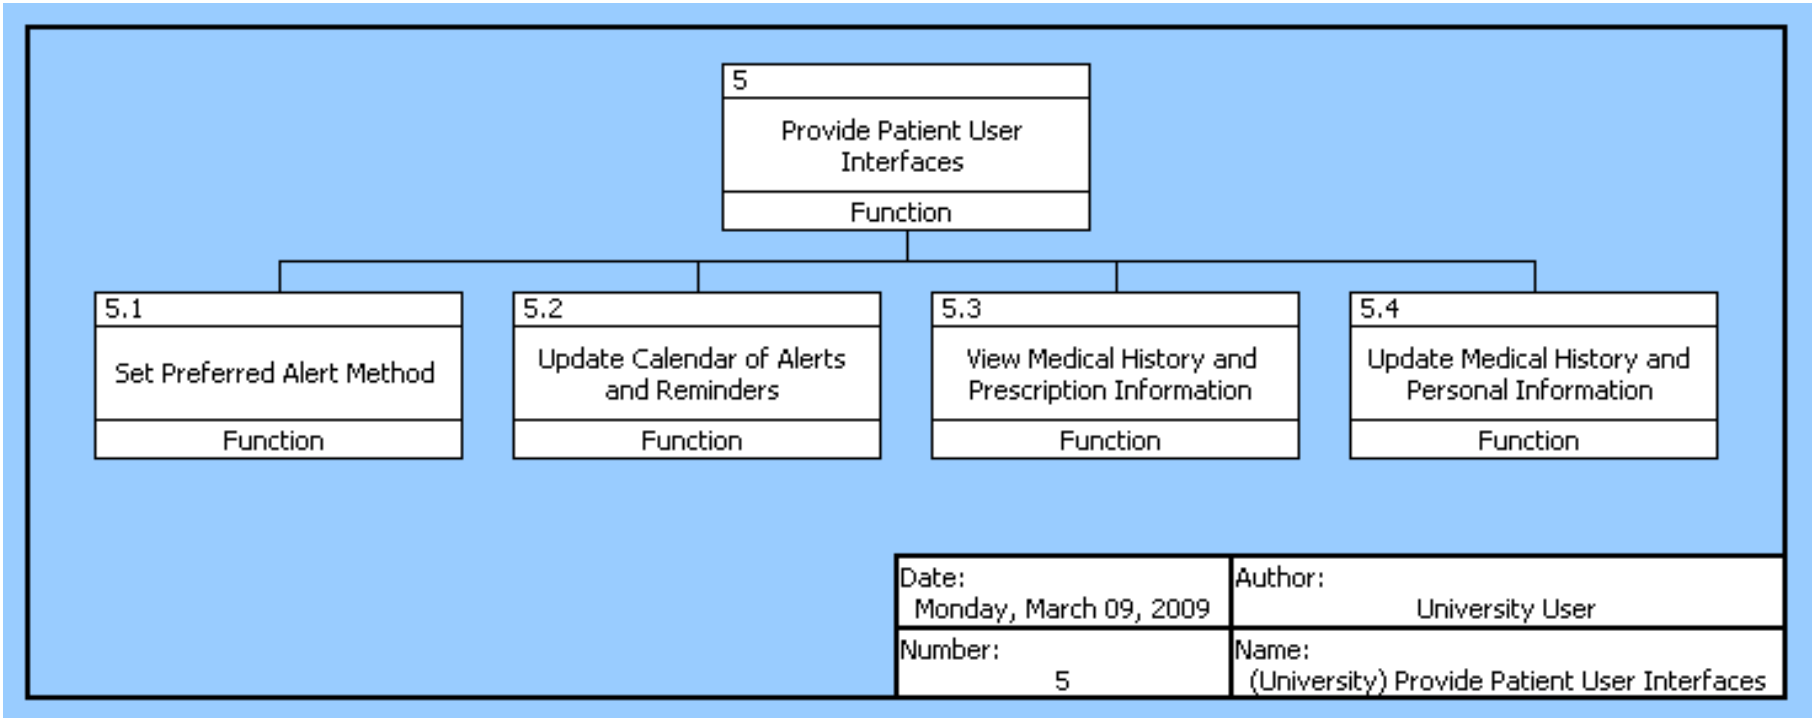 5
Provide Patient User
Interfaces
Function
5.1
Set Preferred Alert Method
Function
5.2
Update Calendar of Alerts
and Reminders
Function
5.3
View Medical History and
Prescription Information
Function
5.4
Update Medical History and
Personal Information
Function
Date:
Monday, March 09, 2009
Author:
University User
Number:
5
Name:
(University) Provide Patient User Interfaces